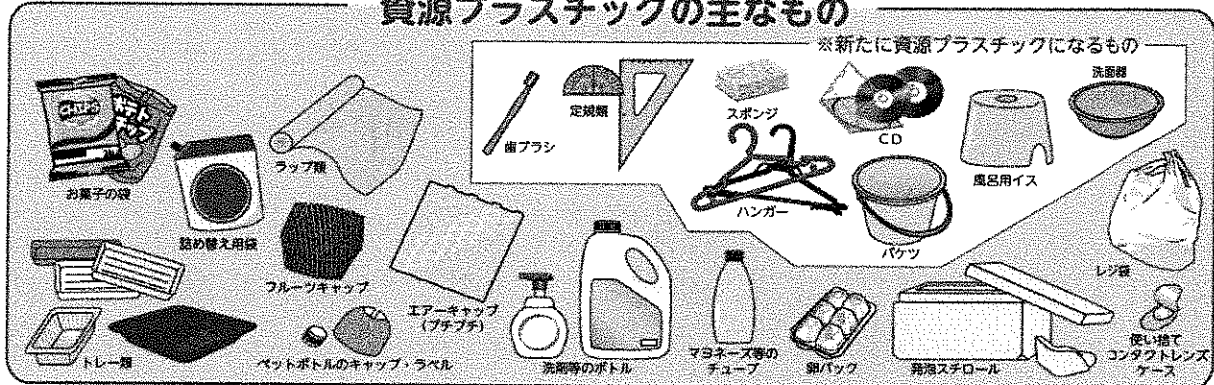 資源プラスチックの主なもの
※新たに資源プラスチックになるもの
歯ブラシ
定規類
スポンジ
CD
洗面器
ハンガー
バケツ
風呂用イス
ポテト
チップ
お菓子の袋
詰め替え用袋
ラップ類
フルーツキャップ
エアーキャップ
(プチプチ)
レジ袋
トレー類
ペットボトルのキャップ・ラベル
洗剤等のボトル
マヨネーズ等の
チューブ
卵パック
発泡スチロール
使い捨て
コンタクトレンズ
ケース